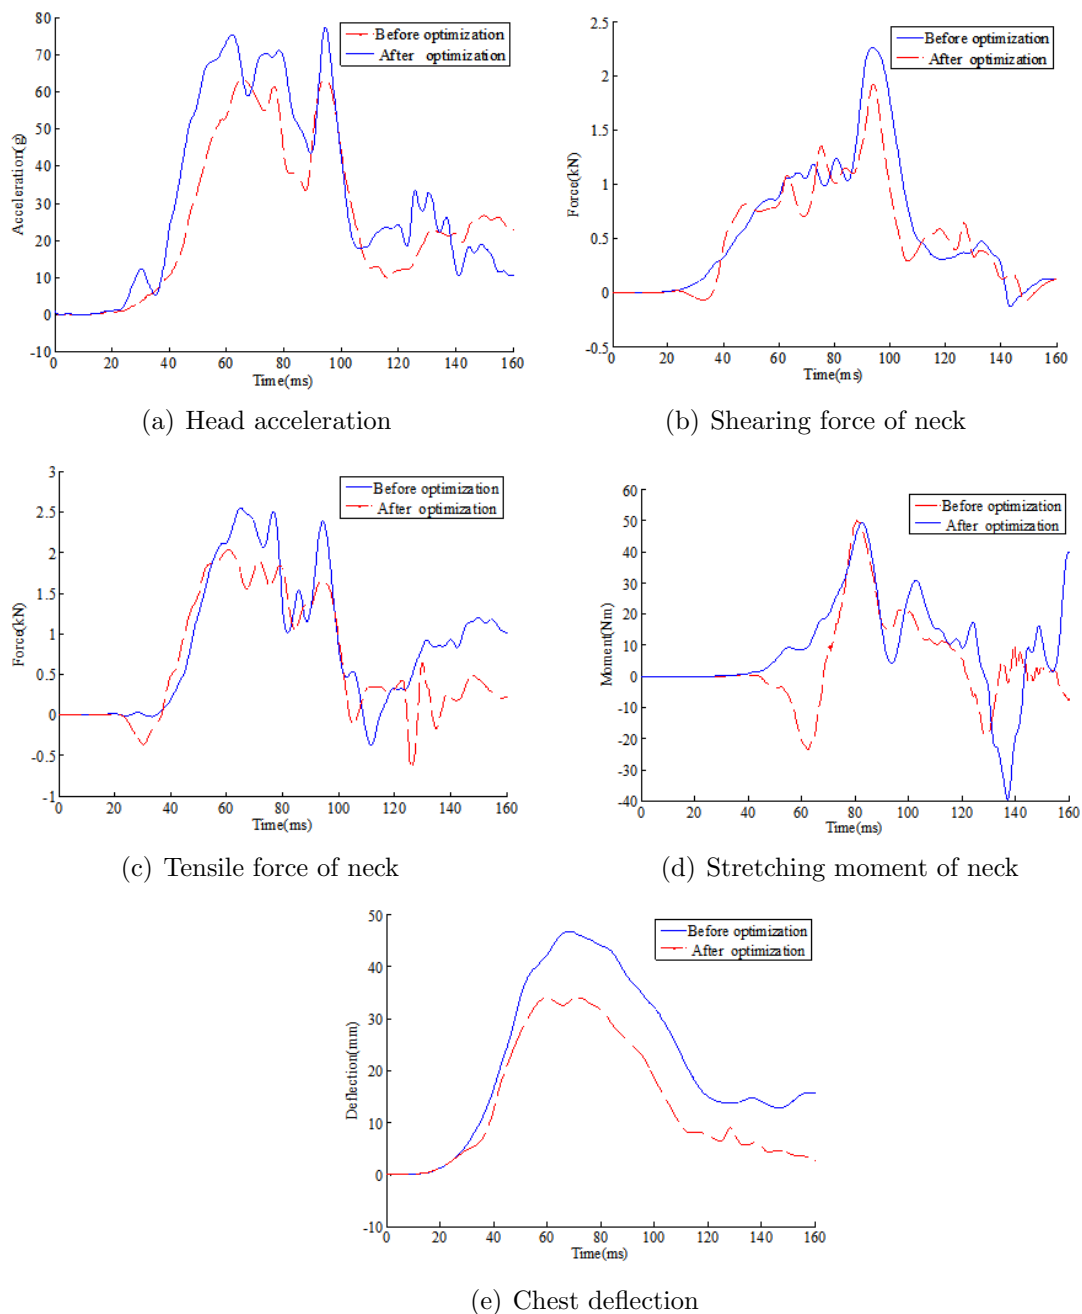 80
70
60
50
40
30
20
10
0
-10
Acceleration(g)
Before optimization
After optimization
0 20 40 60 80 100 120 140 160
Time(ms)
(a) Head acceleration
2.5
2
1.5
1
0.5
0
-0.5
Force(kN)
Before optimization
After optimization
0 20 40 60 80 100 120 140 160
Time(ms)
(b) Shearing force of neck
3
2.5
2
1.5
1
0.5
0
-0.5
-1
Force(kN)
Before optimization
After optimization
0 20 40 60 80 100 120 140 160
Time(ms)
(c) Tensile force of neck
60
50
40
30
20
10
0
-10
-20
-30
-40
Moment(Nm)
Before optimization
After optimization
0 20 40 60 80 100 120 140 160
Time(ms)
(d) Stretching moment of neck
50
40
30
20
10
0
-10
Deflection(mm)
Before optimization
After optimization
0 20 40 60 80 100 120 140 160
Time(ms)
(e) Chest deflection